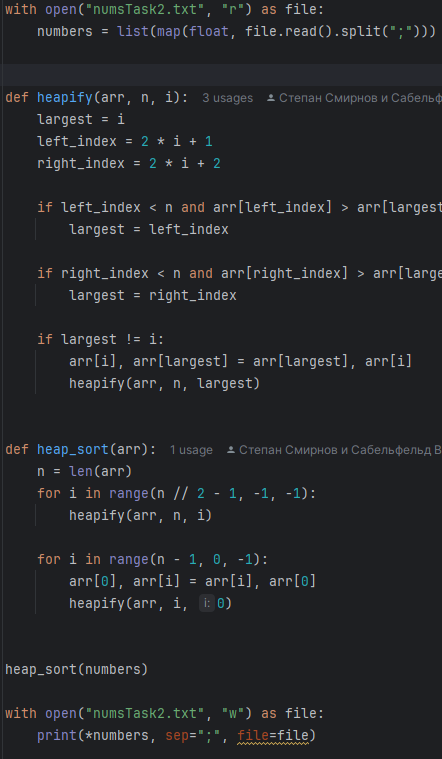 with open("numsTask2.txt", "r") as file:
    numbers = list(map(float, file.read().split(";")))
def heapify(arr, n, i): 3 usages Степан Смирнов и Сабельф
    largest = i
    left_index = 2 * i + 1
    right_index = 2 * i + 2
    if left_index < n and arr[left_index] > arr[largest
        largest = left_index
    if right_index < n and arr[right_index] > arr[large
        largest = right_index
    if largest != i:
        arr[i], arr[largest] = arr[largest], arr[i]
        heapify(arr, n, largest)
def heap_sort(arr): 1 usage Степан Смирнов и Сабельфельд В
    n = len(arr)
    for i in range(n // 2 - 1, -1, -1):
        heapify(arr, n, i)
    for i in range(n - 1, 0, -1):
        arr[0], arr[i] = arr[i], arr[0]
        heapify(arr, i, i: 0)
heap_sort(numbers)
with open("numsTask2.txt", "w") as file:
    print(*numbers, sep=";", file=file)